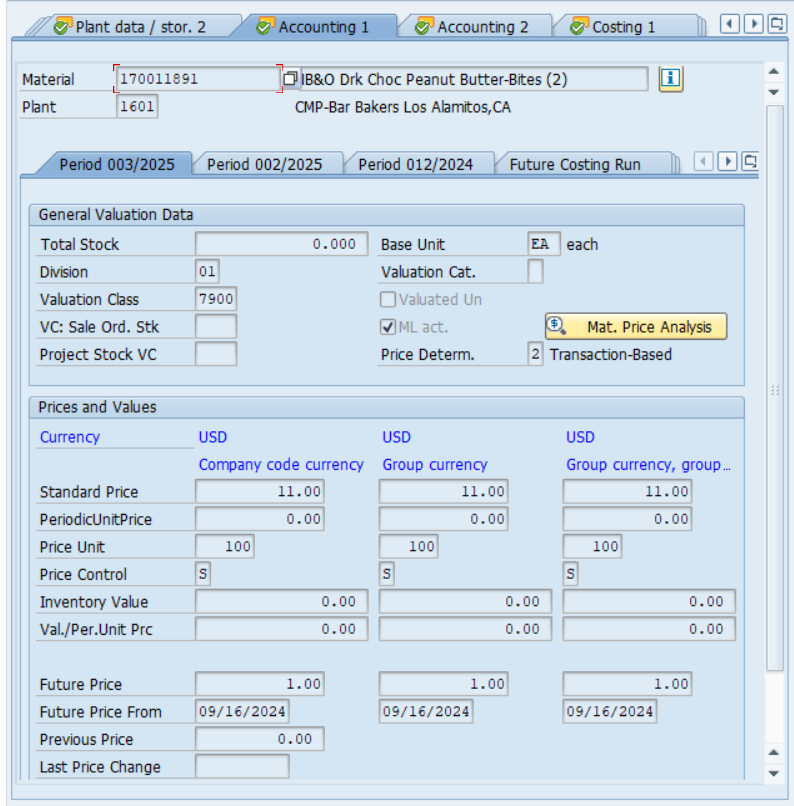 Plant data / stor. 2 Accounting 1 Accounting 2 Costing 1
Material 170011891 IB&O Drk Choc Peanut Butter-Bites (2)
Plant 1601 CMP-Bar Bakers Los Alamitos,CA
Period 003/2025 Period 002/2025 Period 012/2024 Future Costing Run
General Valuation Data
Total Stock 0.000 Base Unit EA each
Division 01 Valuation Cat.
Valuation Class 7900 Valuated Un
VC: Sale Ord. Stk ML act. Mat. Price Analysis
Project Stock VC Price Determ. 2 Transaction-Based
Prices and Values
Currency USD USD USD
Company code currency Group currency Group currency, group...
Standard Price 11.00 11.00 11.00
PeriodicUnitPrice 0.00 0.00 0.00
Price Unit 100 100 100
Price Control S S S
Inventory Value 0.00 0.00 0.00
Val./Per.Unit Prc 0.00 0.00 0.00
Future Price 1.00 1.00 1.00
Future Price From 09/16/2024 09/16/2024 09/16/2024
Previous Price 0.00
Last Price Change